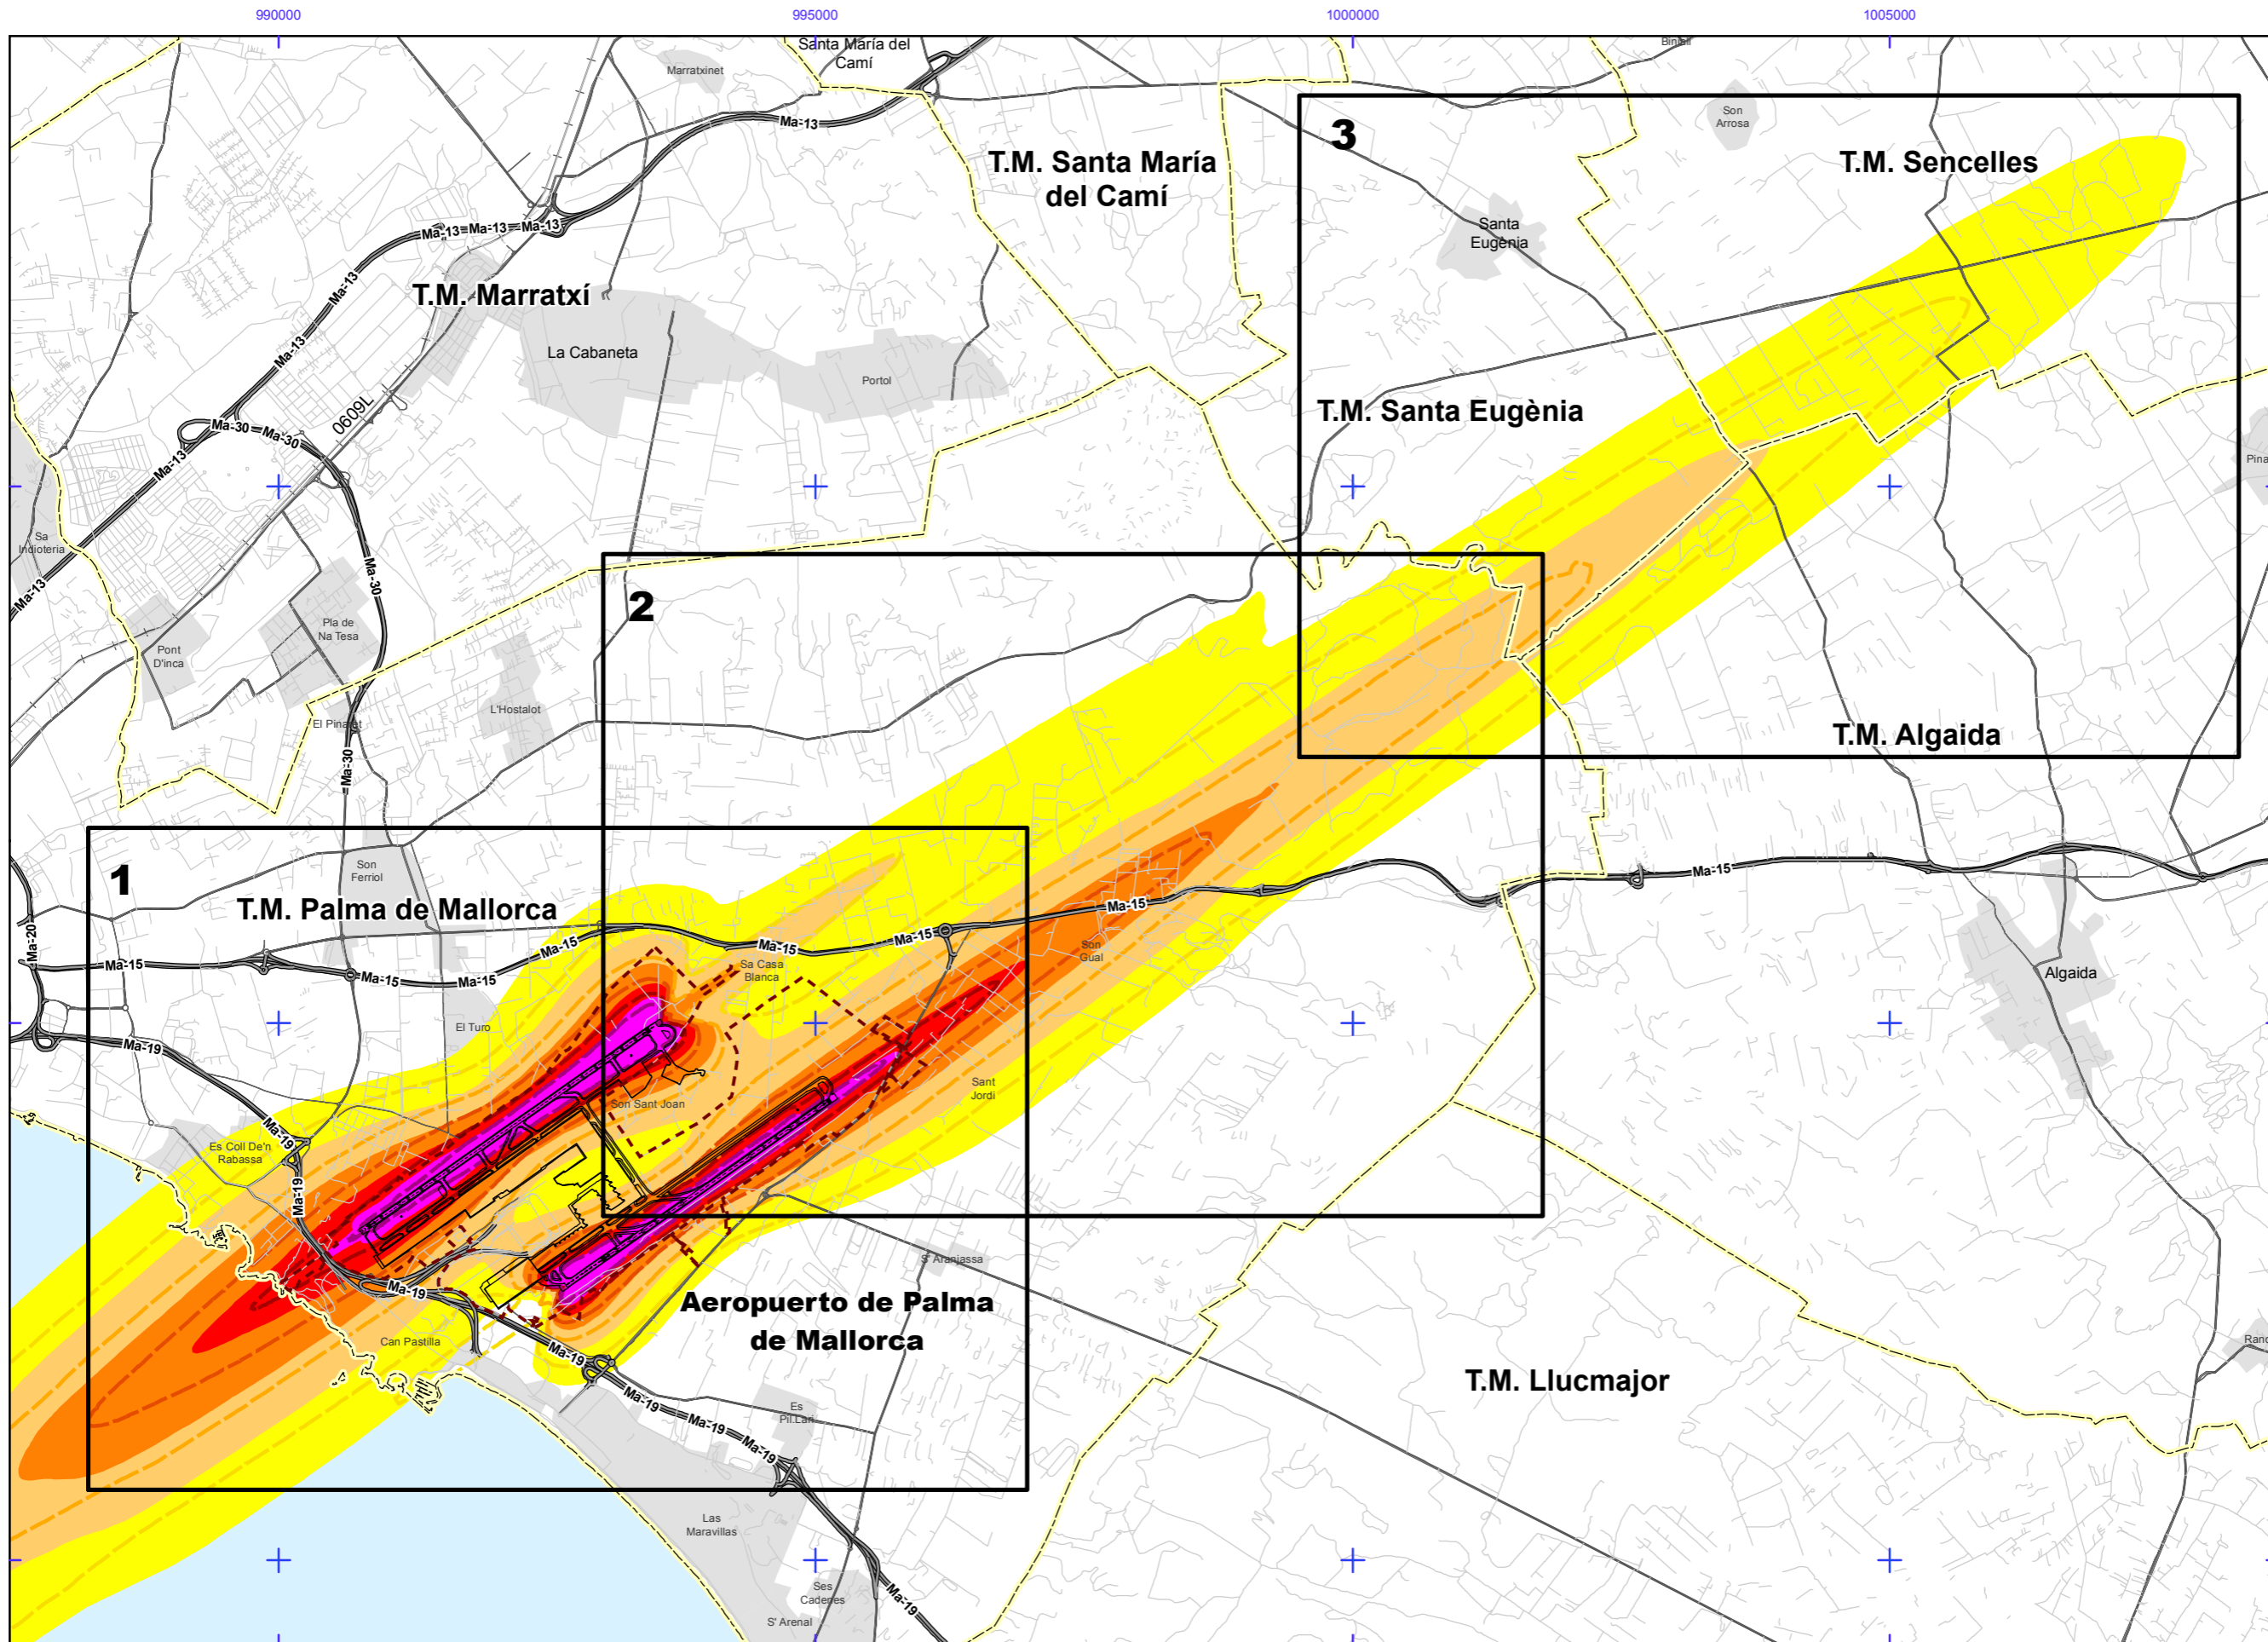 990000
995000
1000000
1005000
Santa María del
Camí
Marratxinet
Biniali
Ma-13
3
Son
Arrosa
T.M. Santa María
del Camí
T.M. Sencelles
Santa
Eugènia
Ma-13
Ma-13
Ma-13
Ma-13
T.M. Marratxí
Ma-13
La Cabaneta
Portol
0609L
T.M. Santa Eugènia
Ma-30
Ma-30
Ma-13
Pina
Sa
Indioteria
Ma-13
Ma-30
2
Pla de
Na Tesa
Pont
D'inca
L'Hostalot
El Pinaret
Ma-30
T.M. Algaida
1
Son
Ferriol
Ma-15
T.M. Palma de Mallorca
Ma-15
Ma-20
Ma-15
Ma-15
Ma-15
Ma-15
Ma-15
Ma-15
Son
Gual
Sa Casa
Blanca
Algaida
El Turo
Ma-19
Sant
Jordi
Son Sant Joan
Ma-19
Es Coll De'n
Rabassa
Ma-19
S' Aranjassa
Ma-19
Aeropuerto de Palma
de Mallorca
Can Pastilla
Ma-19
T.M. Llucmajor
Ma-19
Ma-19
Ma-19
Es
Pil.Larí
Las
Maravillas
Ses
Cadenes
Ma-19
S' Arenal